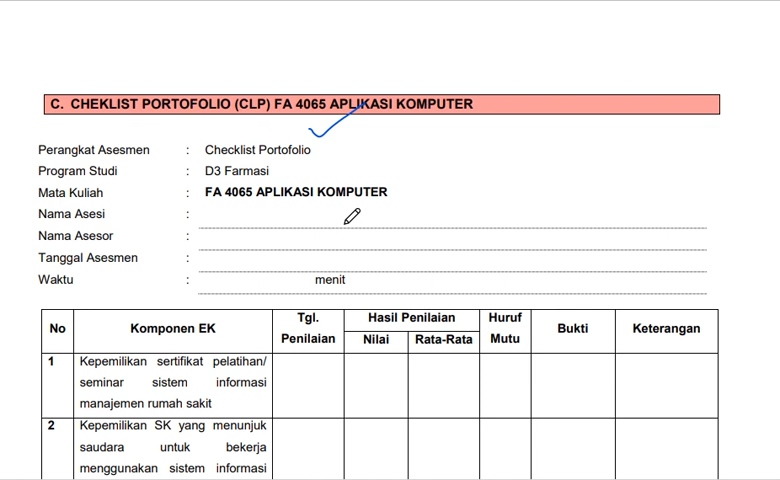 C. CHEKLIST PORTOFOLIO (CLP) FA 4065 APLIKASI KOMPUTER
Perangkat Asesmen : Checklist Portofolio
Program Studi : D3 Farmasi
Mata Kuliah : FA 4065 APLIKASI KOMPUTER
Nama Asesi :
Nama Asesor :
Tanggal Asesmen :
Waktu : menit
No Komponen EK Tgl. Penilaian Hasil Penilaian Nilai Rata-Rata Huruf Mutu Bukti Keterangan
1 Kepemilikan sertifikat pelatihan/
seminar sistem informasi
manajemen rumah sakit
2 Kepemilikan SK yang menunjuk
saudara untuk bekerja
menggunakan sistem informasi